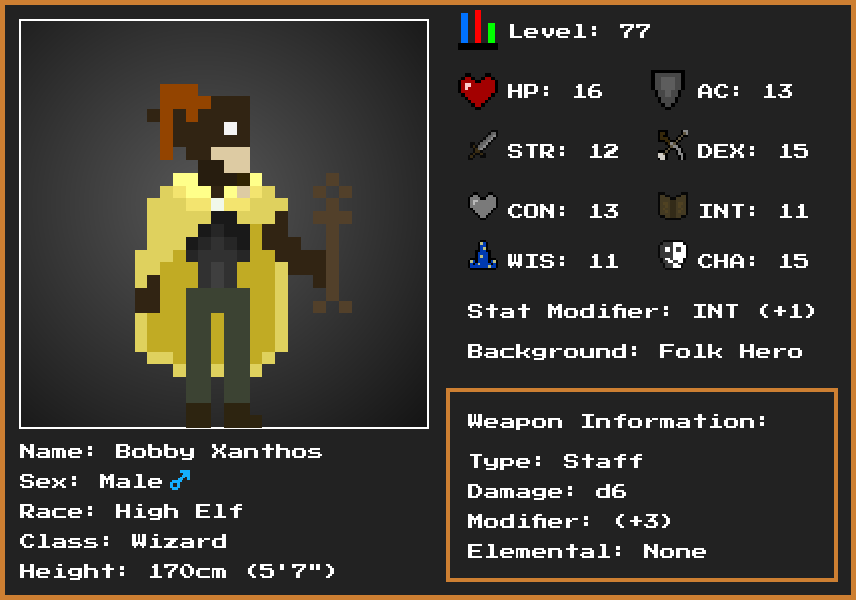 Level: 77
HP: 16 AC: 13
STR: 12 DEX: 15
CON: 13 INT: 11
WIS: 11 CHA: 15
Stat Modifier: INT (+1)
Background: Folk Hero
Weapon Information:
Type: Staff
Damage: d6
Modifier: (+3)
Elemental: None
Name: Bobby Xanthos
Sex: Male♂
Race: High Elf
Class: Wizard
Height: 170cm (5'7")